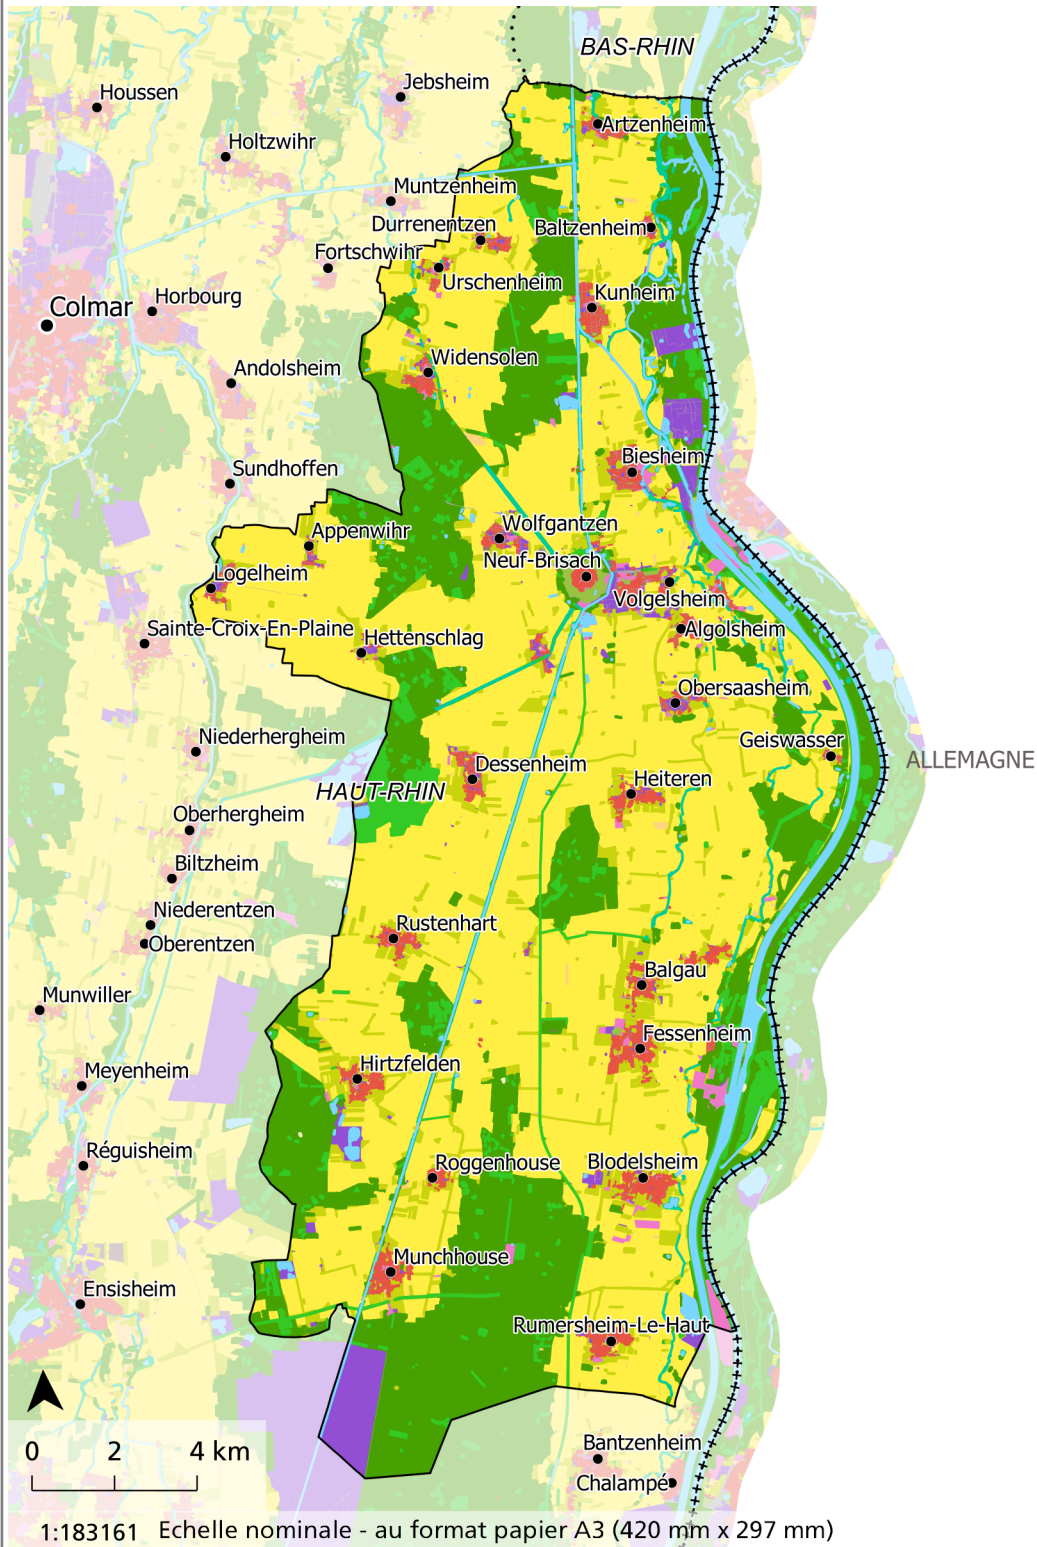 BAS-RHIN
Jebsheim
Houssen
Artzenheim
Holtzwihr
Muntzenheim
Durrenentzen
Baltzenheim
Fortschwihr
Urschenheim
Kunheim
Horbourg
Colmar
Widensolen
Andolsheim
Biesheim
Sundhoffen
Wolfgantzen
Appenwihr
Neuf-Brisach
Logelheim
Volgelsheim
Sainte-Croix-En-Plaine
Algolsheim
Hettenschlag
Obersaasheim
Niederhergheim
Geiswasser
ALLEMAGNE
Dessenheim
Heiteren
HAUT-RHIN
Oberhergheim
Biltzheim
Niederentzen
Rustenhart
Oberentzen
Balgau
Munwiller
Fessenheim
Hirtzfelden
Meyenheim
Réguisheim
Roggenhouse
Blodelsheim
Munchhouse
Ensisheim
Rumersheim-Le-Haut
Bantzenheim
0 2 4 km
Chalampé
1:183161 Echelle nominale - au format papier A3 (420 mm x 297 mm)